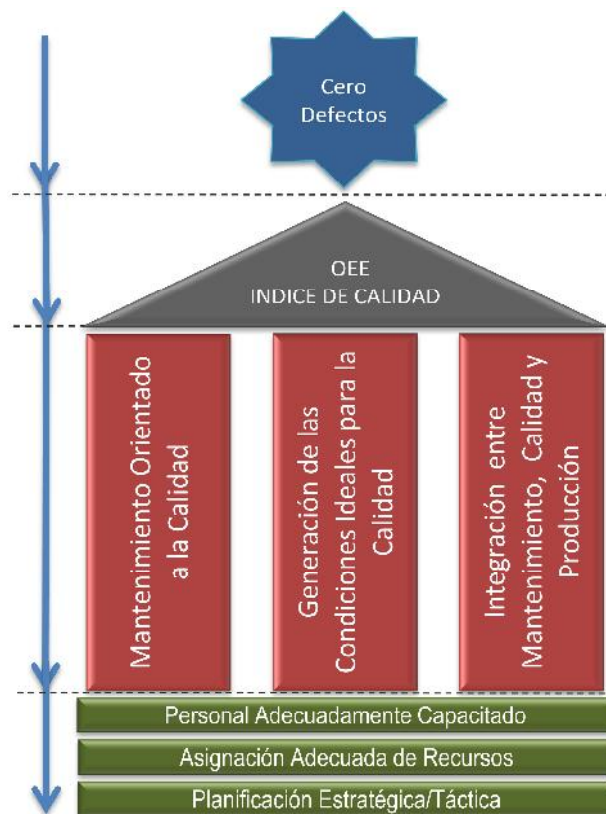 Cero
Defectos
OEE
INDICE DE CALIDAD
Mantenimiento Orientado
a la Calidad
Generación de las
Condiciones Ideales para la
Calidad
Integración entre
Mantenimiento, Calidad y
Producción
Personal Adecuadamente Capacitado
Asignación Adecuada de Recursos
Planificación Estratégica/Táctica